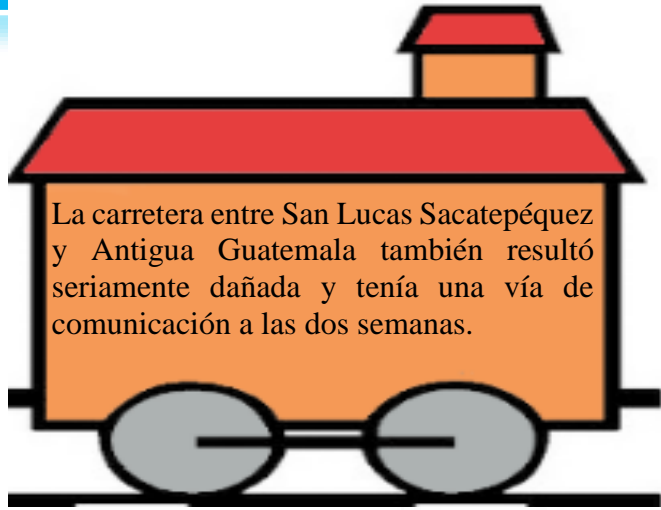 La carretera entre San Lucas Sacatepéquez
y Antigua Guatemala también resultó
seriamente dañada y tenía una vía de
comunicación a las dos semanas.